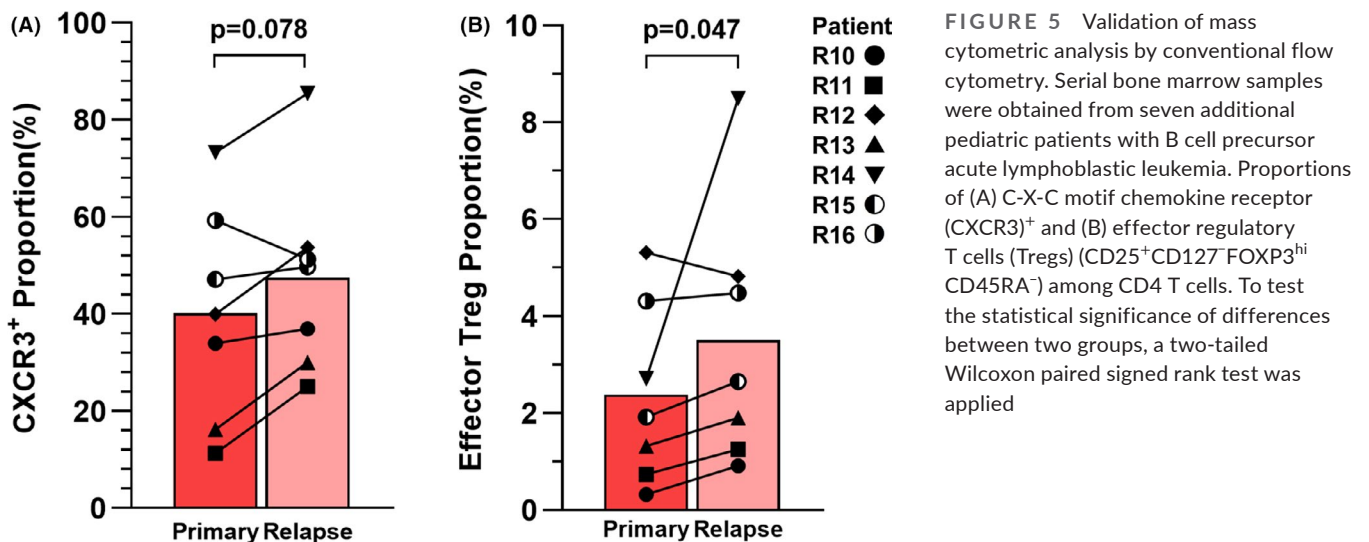 (A)
CXCR3+ Proportion(%)
100
80
60
40
20
0
p=0.078
Primary Relapse
(B)
Effector Treg Proportion(%)
10
8
6
4
2
0
p=0.047
Primary Relapse
Patient
R10
R11
R12
R13
R14
R15
R16
FIGURE 5 Validation of mass
cytometric analysis by conventional flow
cytometry. Serial bone marrow samples
were obtained from seven additional
pediatric patients with B cell precursor
acute lymphoblastic leukemia. Proportions
of (A) C-X-C motif chemokine receptor
(CXCR3)⁺ and (B) effector regulatory
T cells (Tregs) (CD25⁺CD127⁻FOXP3ʰⁱ
CD45RA⁻) among CD4 T cells. To test
the statistical significance of differences
between two groups, a two-tailed
Wilcoxon paired signed rank test was
applied